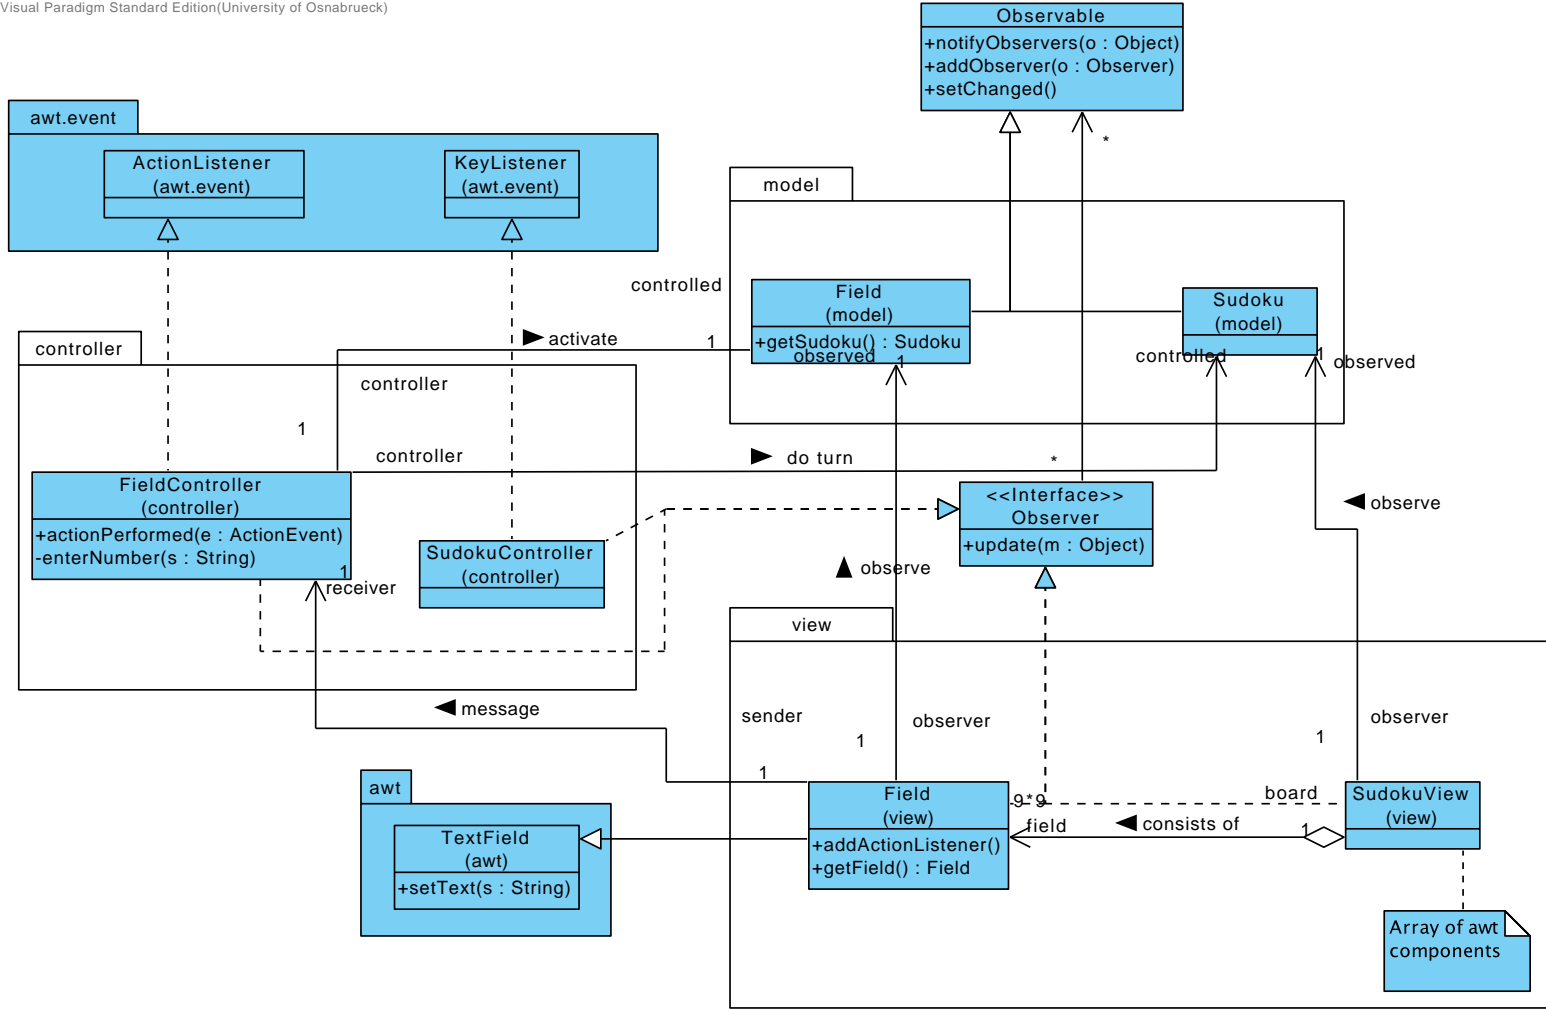 Visual Paradigm Standard Edition(University of Osnabrueck)
Observable
+notifyObservers(o : Object)
+addObserver(o : Observer)
+setChanged()
*
awt.event
ActionListener
(awt.event)
KeyListener
(awt.event)
model
controlled
Field
(model)
+getSudoku() : Sudoku
observed
1
1
Sudoku
(model)
controlled
1
observed
activate
controller
controller
1
controller
do turn
*
FieldController
(controller)
+actionPerformed(e : ActionEvent)
-enterNumber(s : String)
1
receiver
SudokuController
(controller)
<<Interface>>
Observer
+update(m : Object)
observe
observe
view
message
sender
observer
1
1
observer
1
awt
TextField
(awt)
+setText(s : String)
Field
(view)
+addActionListener()
+getField() : Field
9*9
field
consists of
board
1
SudokuView
(view)
Array of awt
components